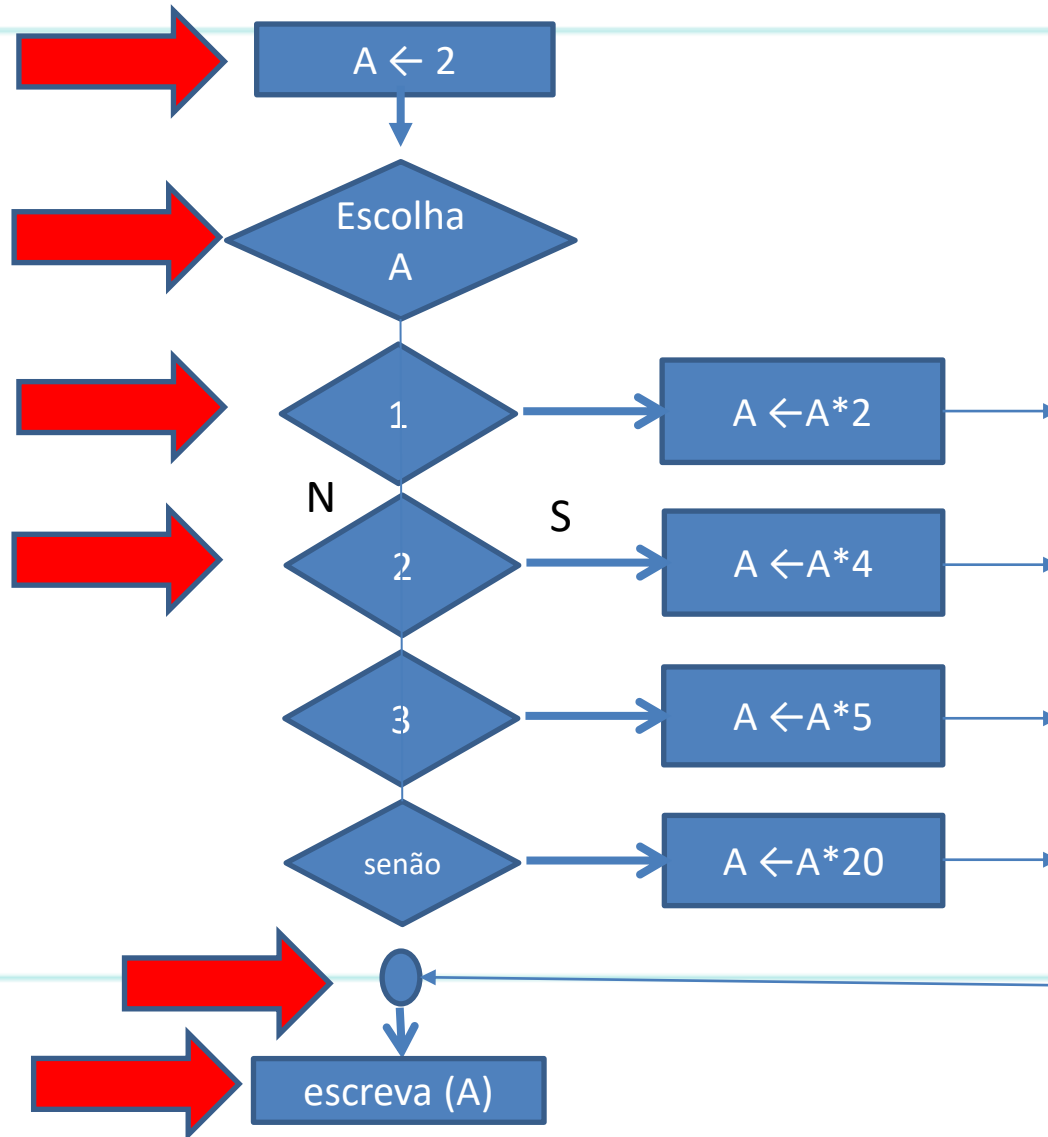 A ← 2
Escolha
A
1
A ←A*2
N
S
2
A ←A*4
3
A ←A*5
senão
A ←A*20
escreva (A)